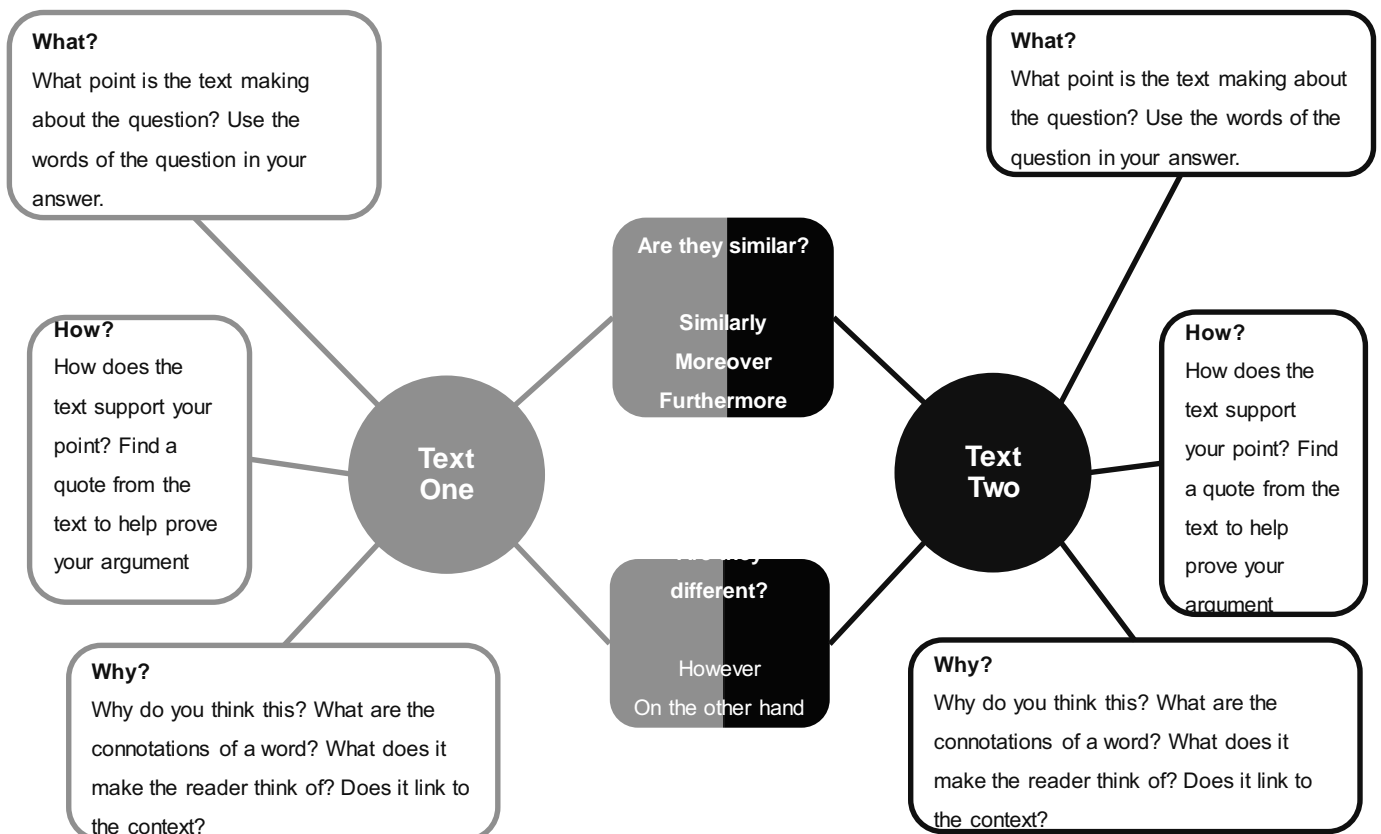 What?
What point is the text making
about the question? Use the
words of the question in your
answer.
How?
How does the
text support your
point? Find a
quote from the
text to help prove
your argument
Why?
Why do you think this? What are the
connotations of a word? What does it
make the reader think of? Does it link to
the context?
Text
One
Are they similar?
Similarly
Moreover
Furthermore
Are they
different?
However
On the other hand
Text
Two
What?
What point is the text making about
the question? Use the words of the
question in your answer.
How?
How does the
text support
your point? Find
a quote from the
text to help
prove your
argument
Why?
Why do you think this? What are the
connotations of a word? What does it
make the reader think of? Does it link to
the context?